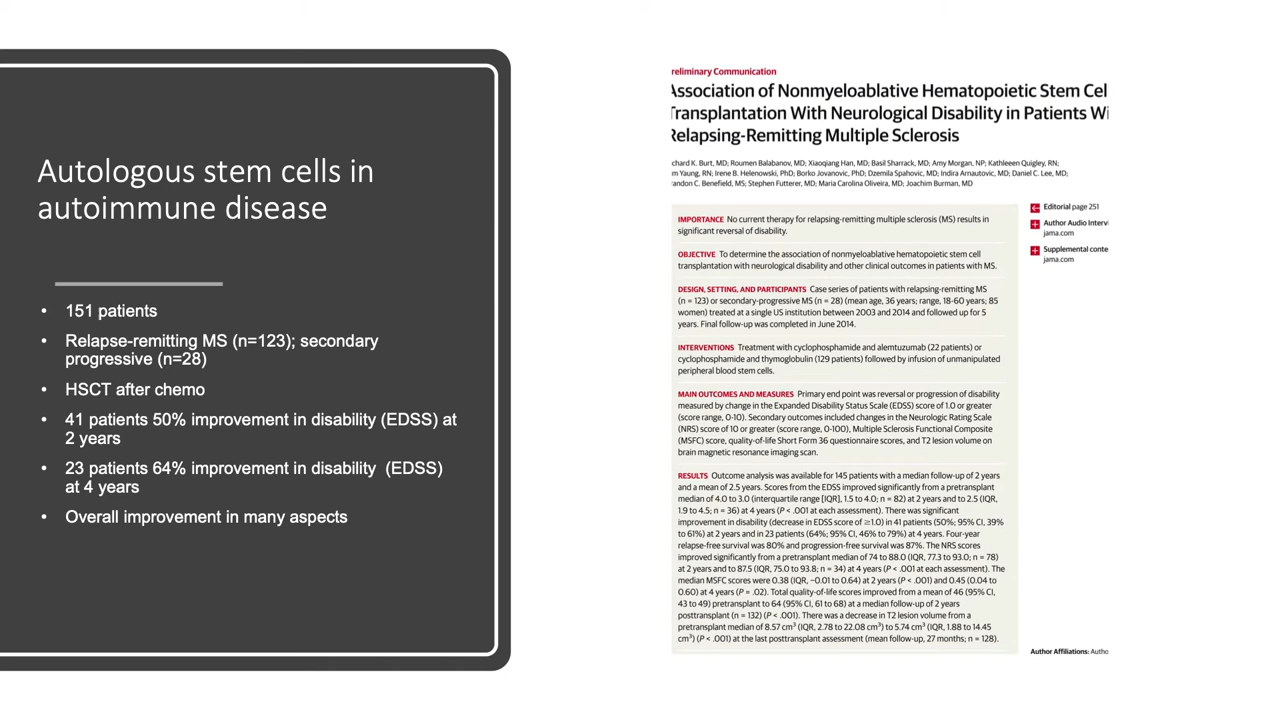 Autologous stem cells in
autoimmune disease
• 151 patients
• Relapse-remitting MS (n=123); secondary
progressive (n=28)
• HSCT after chemo
• 41 patients 50% improvement in disability (EDSS) at
2 years
• 23 patients 64% improvement in disability (EDSS)
at 4 years
• Overall improvement in many aspects
reliminary Communication
Association of Nonmyeloablative Hematopoietic Stem Cel
Transplantation With Neurological Disability in Patients Wi
Relapsing-Remitting Multiple Sclerosis
chard K. Burt, MD; Roumen Balabanov, MD; Xiaoqiang Han, MD; Basil Sharrack, MD; Amy Morgan, NP; Kathleeen Quigley, RN;
m Yaung, RN; Irene B. Helenowski, PhD; Borko Jovanovic, PhD; Dzemila Spahovic, MD; Indira Arnautovic, MD; Daniel C. Lee, MD;
randon C. Benefield, MS; Stephen Futterer, MD; Maria Carolina Oliveira, MD; Joachim Burman, MD
IMPORTANCE No current therapy for relapsing-remitting multiple sclerosis (MS) results in
significant reversal of disability.
OBJECTIVE To determine the association of nonmyeloablative hematopoietic stem cell
transplantation with neurological disability and other clinical outcomes in patients with MS.
DESIGN, SETTING, AND PARTICIPANTS Case series of patients with relapsing-remitting MS
(n = 123) or secondary-progressive MS (n = 28) (mean age, 36 years; range, 18-60 years; 85
women) treated at a single US institution between 2003 and 2014 and followed up for 5
years. Final follow-up was completed in June 2014.
INTERVENTIONS Treatment with cyclophosphamide and alemtuzumab (22 patients) or
cyclophosphamide and thymoglobulin (129 patients) followed by infusion of unmanipulated
peripheral blood stem cells.
MAIN OUTCOMES AND MEASURES Primary end point was reversal or progression of disability
measured by change in the Expanded Disability Status Scale (EDSS) score of 1.0 or greater
(score range, 0-10). Secondary outcomes included changes in the Neurologic Rating Scale
(NRS) score of 10 or greater (score range, 0-100), Multiple Sclerosis Functional Composite
(MSFC) score, quality-of-life Short Form 36 questionnaire scores, and T2 lesion volume on
brain magnetic resonance imaging scan.
RESULTS Outcome analysis was available for 145 patients with a median follow-up of 2 years
and a mean of 2.5 years. Scores from the EDSS improved significantly from a pretransplant
median of 4.0 to 3.0 (interquartile range [IQR], 1.5 to 4.0; n = 82) at 2 years and to 2.5 (IQR,
1.9 to 4.5; n = 36) at 4 years (P < .001 at each assessment). There was significant
improvement in disability (decrease in EDSS score of ≥1.0) in 41 patients (50%; 95% CI, 39%
to 61%) at 2 years and in 23 patients (64%; 95% CI, 46% to 79%) at 4 years. Four-year
relapse-free survival was 80% and progression-free survival was 87%. The NRS scores
improved significantly from a pretransplant median of 74 to 88.0 (IQR, 77.3 to 93.0; n = 78)
at 2 years and to 87.5 (IQR, 75.0 to 93.8; n = 34) at 4 years (P < .001 at each assessment). The
median MSFC scores were 0.38 (IQR, −0.01 to 0.64) at 2 years (P < .001) and 0.45 (0.04 to
0.60) at 4 years (P = .02). Total quality-of-life scores improved from a mean of 46 (95% CI,
43 to 49) pretransplant to 64 (95% CI, 61 to 68) at a median follow-up of 2 years
posttransplant (n = 132) (P < .001). There was a decrease in T2 lesion volume from a
pretransplant median of 8.57 cm³ (IQR, 2.78 to 22.08 cm³) to 5.74 cm³ (IQR, 1.88 to 14.45
cm³) (P < .001) at the last posttransplant assessment (mean follow-up, 27 months; n = 128).
Editorial page 251
Author Audio Interv
jama.com
Supplemental conte
jama.com
Author Affiliations: Autho